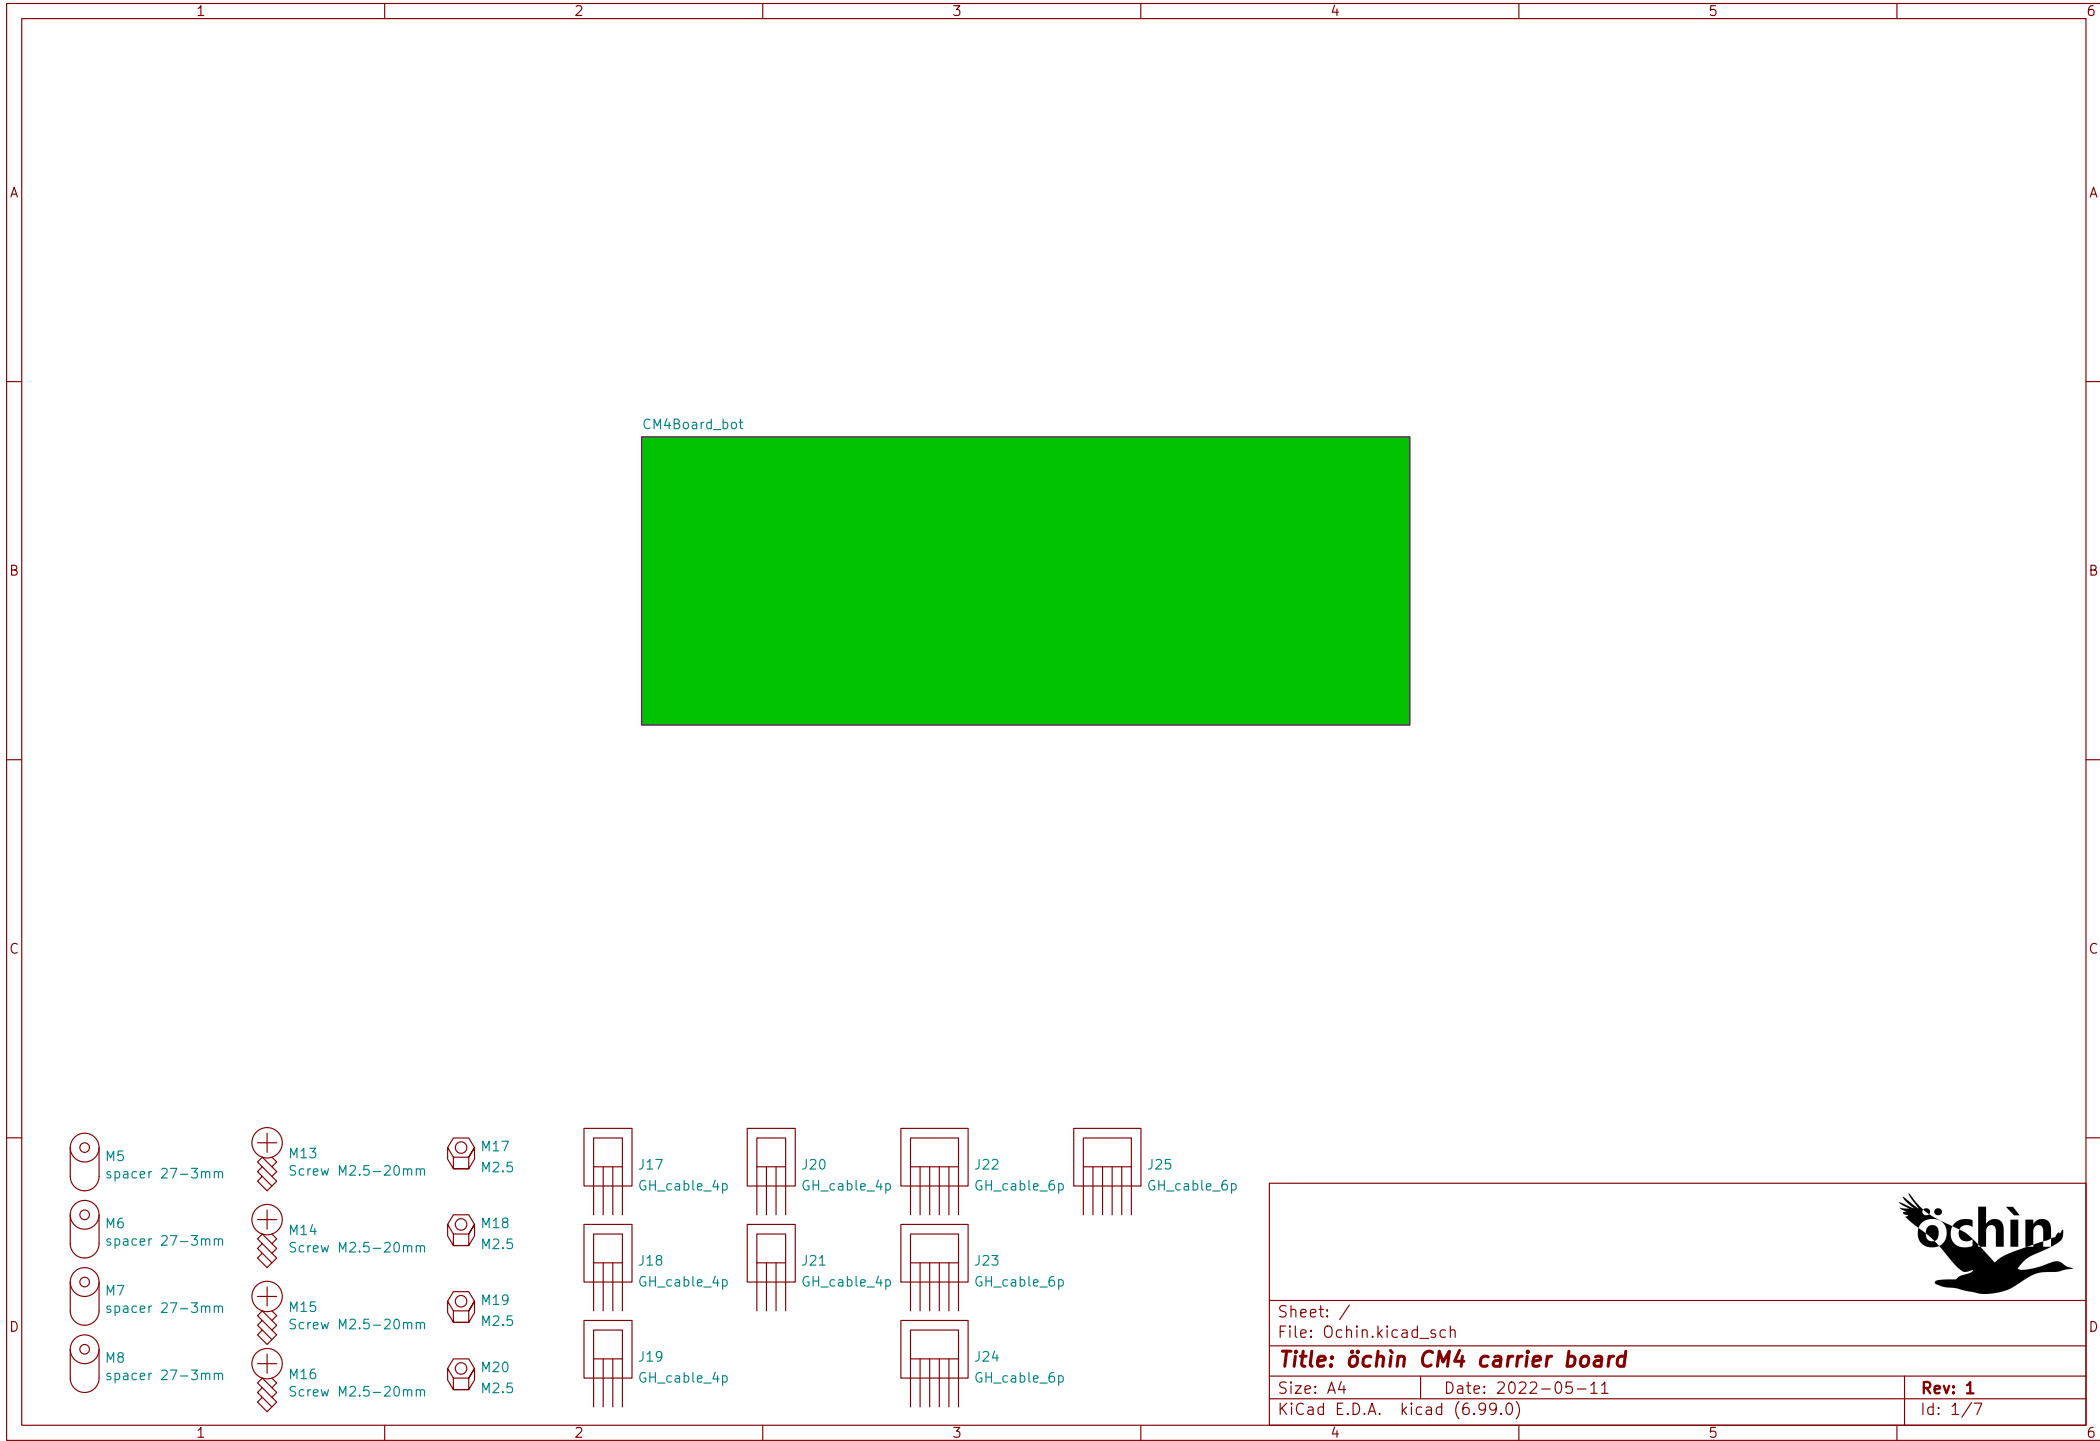 1 2 3 4 5 6
A A
CM4Board_bot
B B
C C
M5
spacer 27-3mm
M6
spacer 27-3mm
M7
spacer 27-3mm
M8
spacer 27-3mm
M13
Screw M2.5-20mm
M14
Screw M2.5-20mm
M15
Screw M2.5-20mm
M16
Screw M2.5-20mm
M17
M2.5
M18
M2.5
M19
M2.5
M20
M2.5
J17
GH_cable_4p
J18
GH_cable_4p
J19
GH_cable_4p
J20
GH_cable_4p
J21
GH_cable_4p
J22
GH_cable_6p
J23
GH_cable_6p
J24
GH_cable_6p
J25
GH_cable_6p
öchìn
Sheet: /
File: Ochin.kicad_sch
Title: öchìn CM4 carrier board
Size: A4 Date: 2022-05-11 Rev: 1
KiCad E.D.A. kicad (6.99.0) Id: 1/7
D D
1 2 3 4 5 6